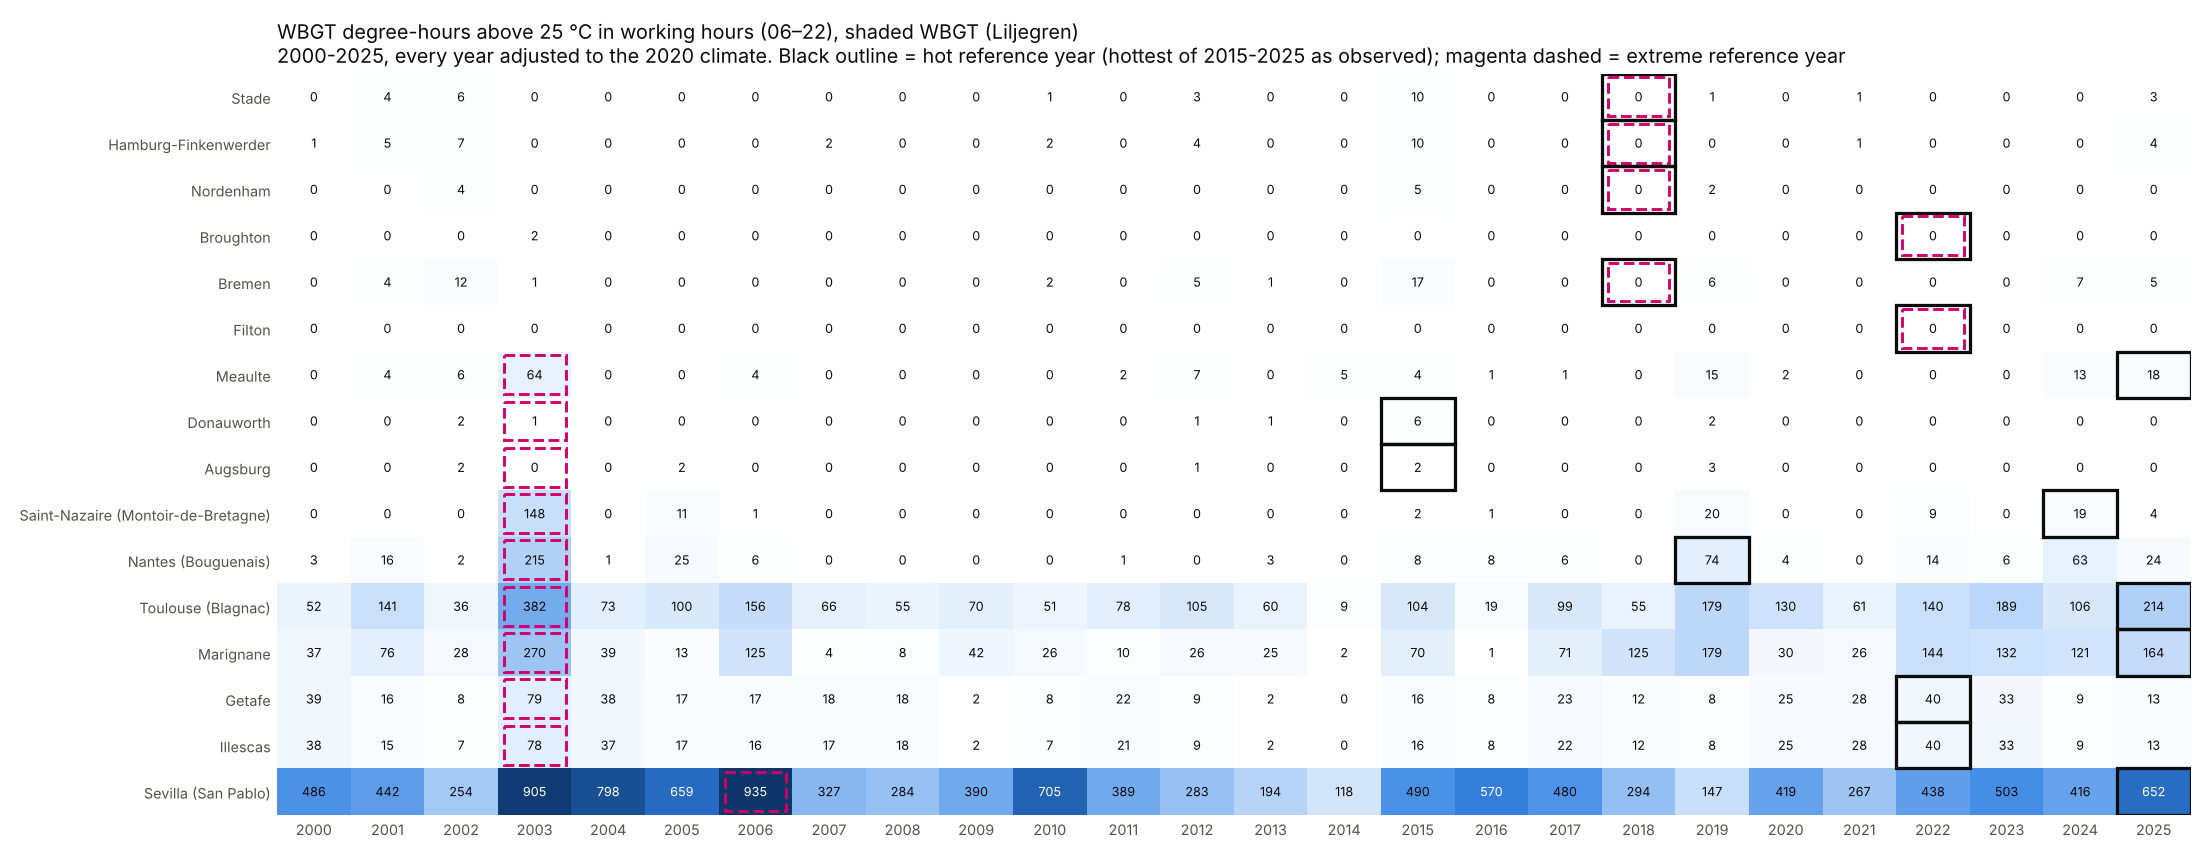 WBGT degree-hours above 25 °C in working hours (06–22), shaded WBGT (Liljegren)
2000-2025, every year adjusted to the 2020 climate. Black outline = hot reference year (hottest of 2015-2025 as observed); magenta dashed = extreme reference year
Stade 0 4 6 0 0 0 0 0 0 0 1 0 3 0 0 10 0 0 0 1 0 1 0 0 0 3
Hamburg-Finkenwerder 1 5 7 0 0 0 0 2 0 0 2 0 4 0 0 10 0 0 0 0 0 1 0 0 0 4
Nordenham 0 0 4 0 0 0 0 0 0 0 0 0 0 0 0 5 0 0 0 2 0 0 0 0 0 0
Broughton 0 0 0 2 0 0 0 0 0 0 0 0 0 0 0 0 0 0 0 0 0 0 0 0 0 0
Bremen 0 4 12 1 0 0 0 0 0 0 2 0 5 1 0 17 0 0 0 6 0 0 0 0 7 5
Filton 0 0 0 0 0 0 0 0 0 0 0 0 0 0 0 0 0 0 0 0 0 0 0 0 0 0
Meaulte 0 4 6 64 0 0 4 0 0 0 0 2 7 0 5 4 1 1 0 15 2 0 0 0 13 18
Donauworth 0 0 2 1 0 0 0 0 0 0 0 0 1 1 0 6 0 0 0 2 0 0 0 0 0 0
Augsburg 0 0 2 0 0 2 0 0 0 0 0 0 1 0 0 2 0 0 0 3 0 0 0 0 0 0
Saint-Nazaire (Montoir-de-Bretagne) 0 0 0 148 0 11 1 0 0 0 0 0 0 0 0 2 1 0 0 20 0 0 9 0 19 4
Nantes (Bouguenais) 3 16 2 215 1 25 6 0 0 0 0 1 0 3 0 8 8 6 0 74 4 0 14 6 63 24
Toulouse (Blagnac) 52 141 36 382 73 100 156 66 55 70 51 78 105 60 9 104 19 99 55 179 130 61 140 189 106 214
Marignane 37 76 28 270 39 13 125 4 8 42 26 10 26 25 2 70 1 71 125 179 30 26 144 132 121 164
Getafe 39 16 8 79 38 17 17 18 18 2 8 22 9 2 0 16 8 23 12 8 25 28 40 33 9 13
Illescas 38 15 7 78 37 17 16 17 18 2 7 21 9 2 0 16 8 22 12 8 25 28 40 33 9 13
Sevilla (San Pablo) 486 442 254 905 798 659 935 327 284 390 705 389 283 194 118 490 570 480 294 147 419 267 438 503 416 652
2000 2001 2002 2003 2004 2005 2006 2007 2008 2009 2010 2011 2012 2013 2014 2015 2016 2017 2018 2019 2020 2021 2022 2023 2024 2025